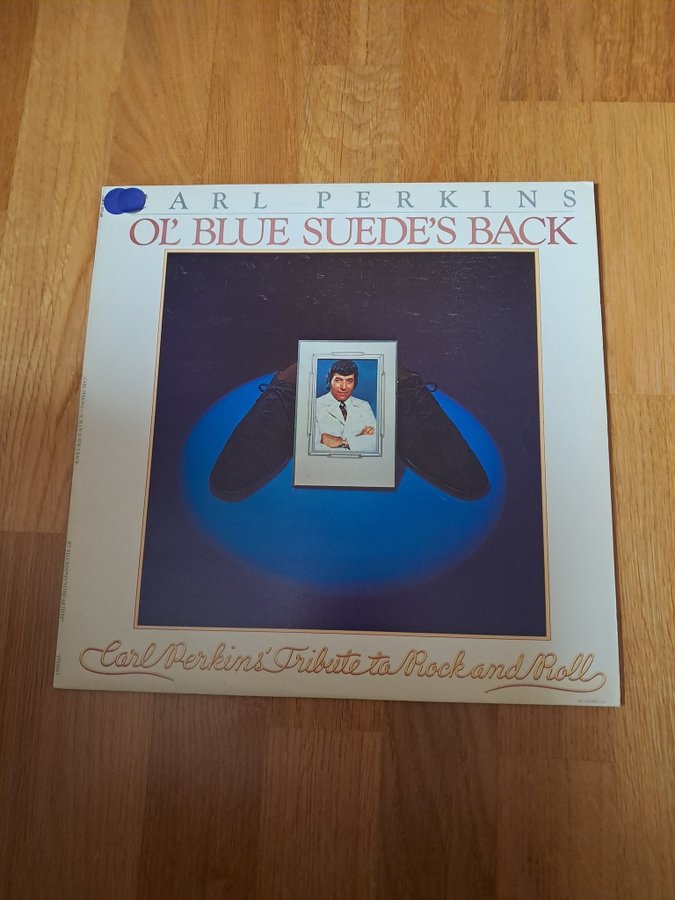 ARL PERKINS
OL' BLUE SUEDE'S BACK
Carl Perkins' Tribute to Rock and Roll